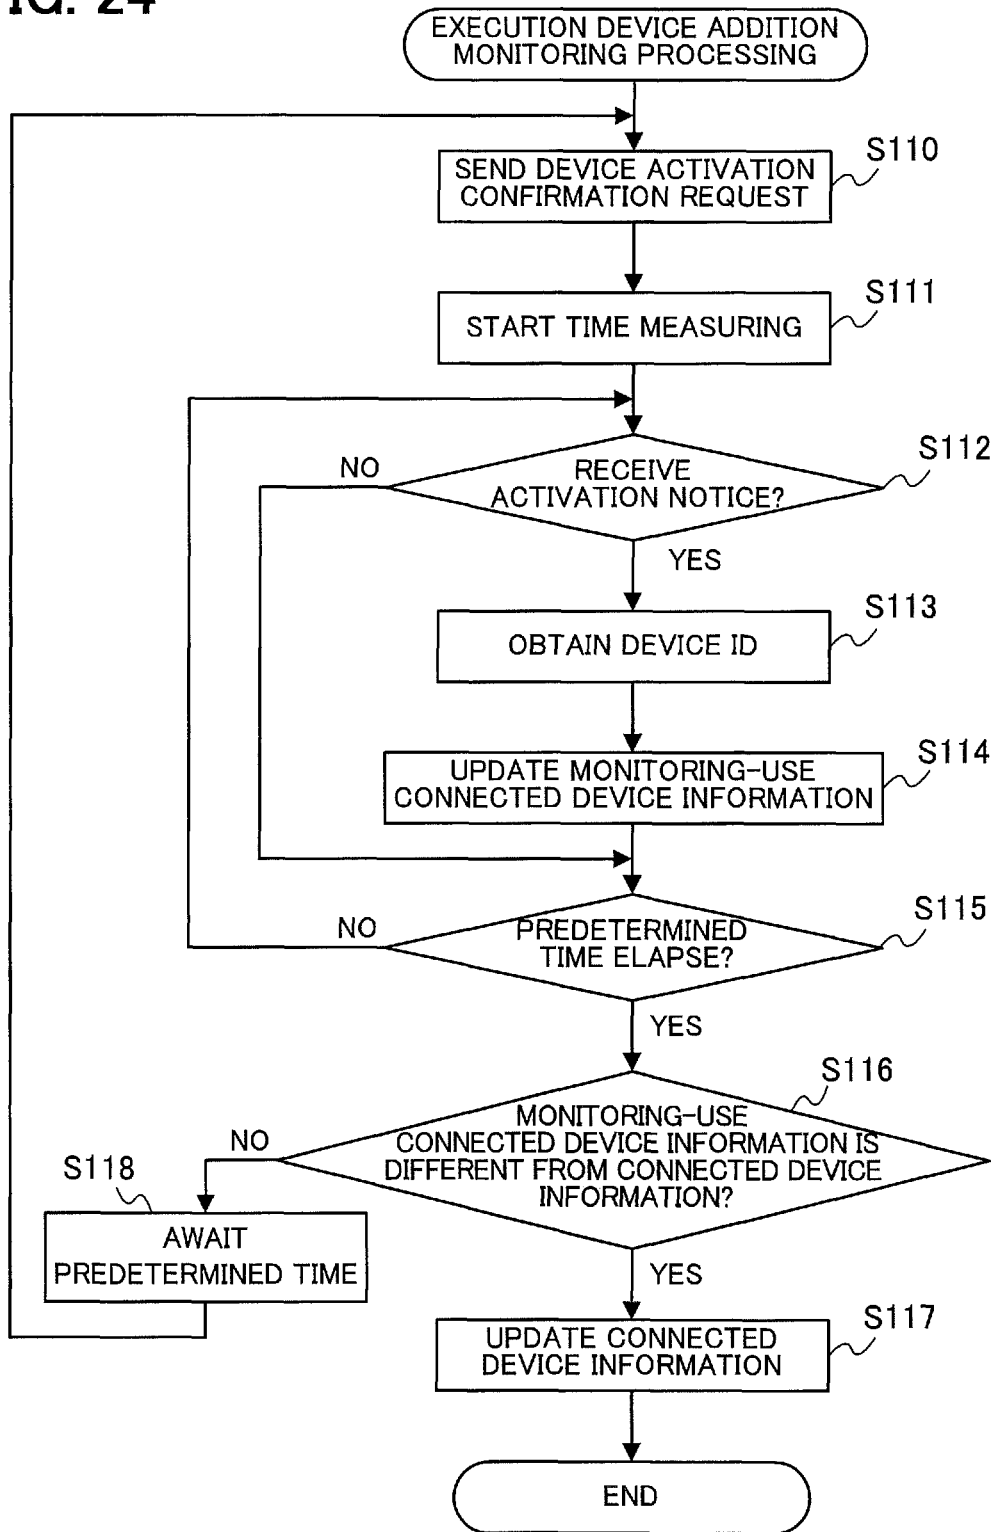 IG. 24
EXECUTION DEVICE ADDITION
MONITORING PROCESSING
S110
SEND DEVICE ACTIVATION
CONFIRMATION REQUEST
S111
START TIME MEASURING
S112
NO
RECEIVE
ACTIVATION NOTICE?
YES
S113
OBTAIN DEVICE ID
S114
UPDATE MONITORING-USE
CONNECTED DEVICE INFORMATION
S115
NO
PREDETERMINED
TIME ELAPSE?
YES
S116
MONITORING-USE
CONNECTED DEVICE INFORMATION IS
DIFFERENT FROM CONNECTED DEVICE
INFORMATION?
NO
S118
AWAIT
PREDETERMINED TIME
YES
S117
UPDATE CONNECTED
DEVICE INFORMATION
END